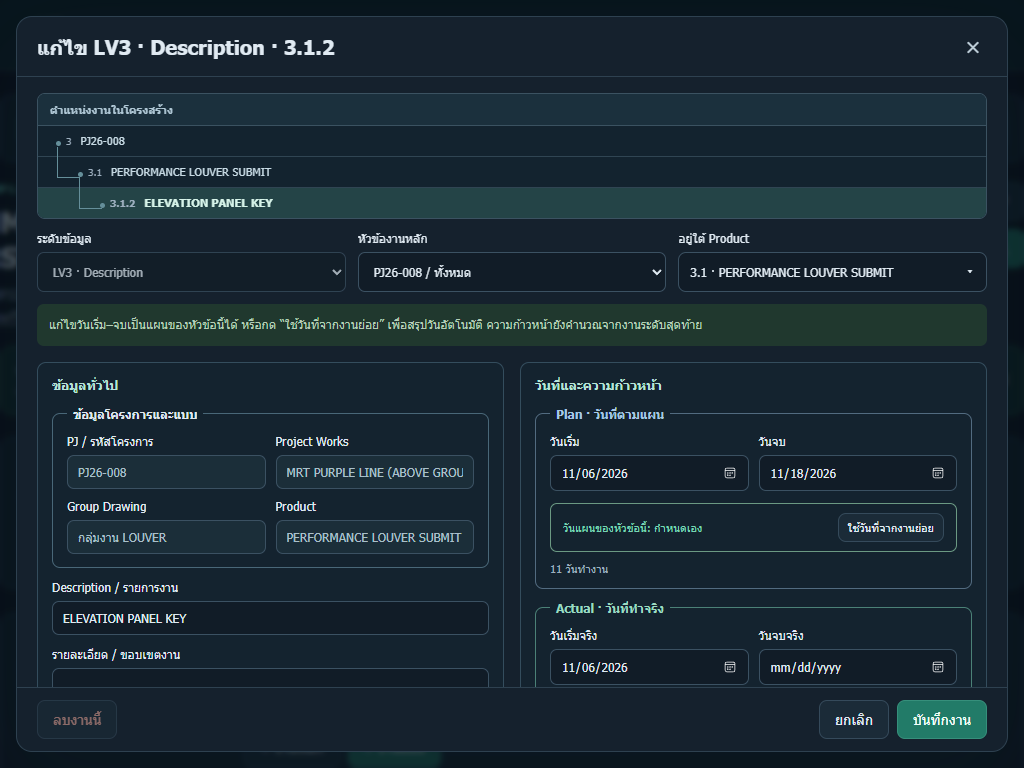 แก้ไข LV3 · Description · 3.1.2
×
ตำแหน่งงานในโครงสร้าง
3 PJ26-008
3.1 PERFORMANCE LOUVER SUBMIT
3.1.2 ELEVATION PANEL KEY
ระดับข้อมูล
หัวข้องานหลัก
อยู่ใต้ Product
LV3 · Description
PJ26-008 / ทั้งหมด
3.1 · PERFORMANCE LOUVER SUBMIT
แก้ไขวันเริ่ม–จบเป็นแผนของหัวข้อนี้ได้ หรือกด “ใช้วันที่จากงานย่อย” เพื่อสรุปวันอัตโนมัติ ความก้าวหน้ายังคำนวณจากงานระดับสุดท้าย
ข้อมูลทั่วไป
ข้อมูลโครงการและแบบ
PJ / รหัสโครงการ
Project Works
PJ26-008
MRT PURPLE LINE (ABOVE GROU
Group Drawing
Product
กลุ่มงาน LOUVER
PERFORMANCE LOUVER SUBMIT
Description / รายการงาน
ELEVATION PANEL KEY
รายละเอียด / ขอบเขตงาน
วันที่และความก้าวหน้า
Plan · วันที่ตามแผน
วันเริ่ม
วันจบ
11/06/2026
11/18/2026
วันแผนของหัวข้อนี้: กำหนดเอง
ใช้วันที่จากงานย่อย
11 วันทำงาน
Actual · วันที่ทำจริง
วันเริ่มจริง
วันจบจริง
11/06/2026
mm/dd/yyyy
ลบงานนี้
ยกเลิก
บันทึกงาน